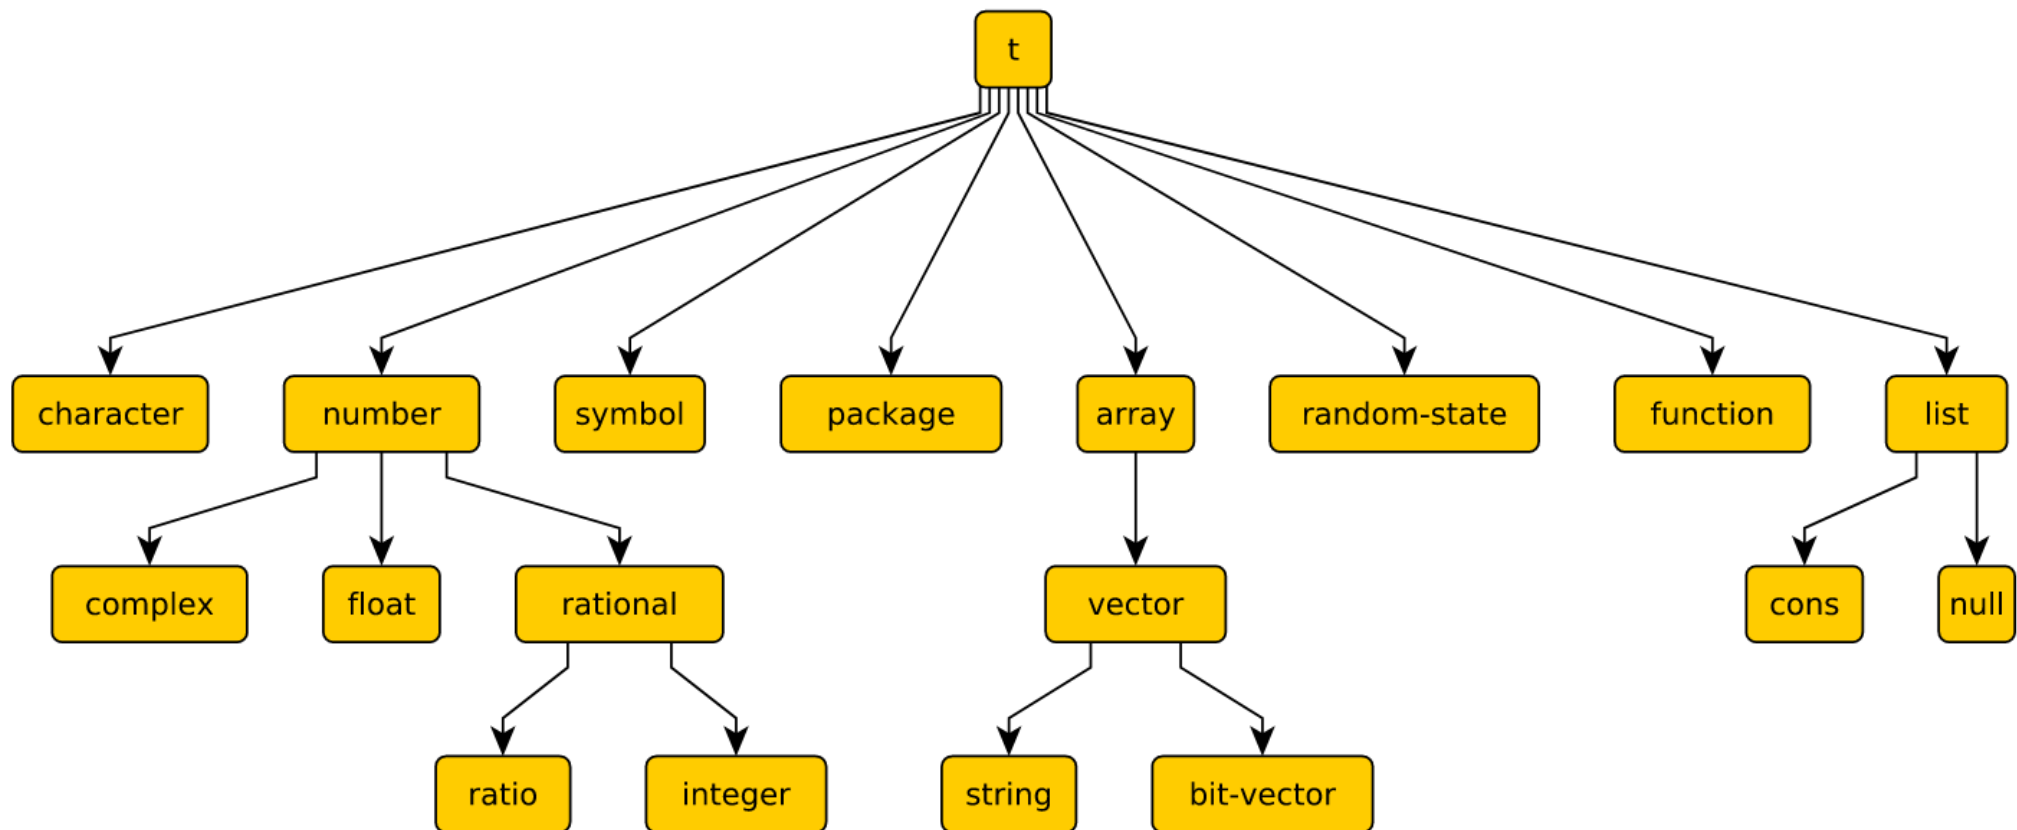 t
character
number
symbol
package
array
random-state
function
list
complex
float
rational
vector
cons
null
ratio
integer
string
bit-vector